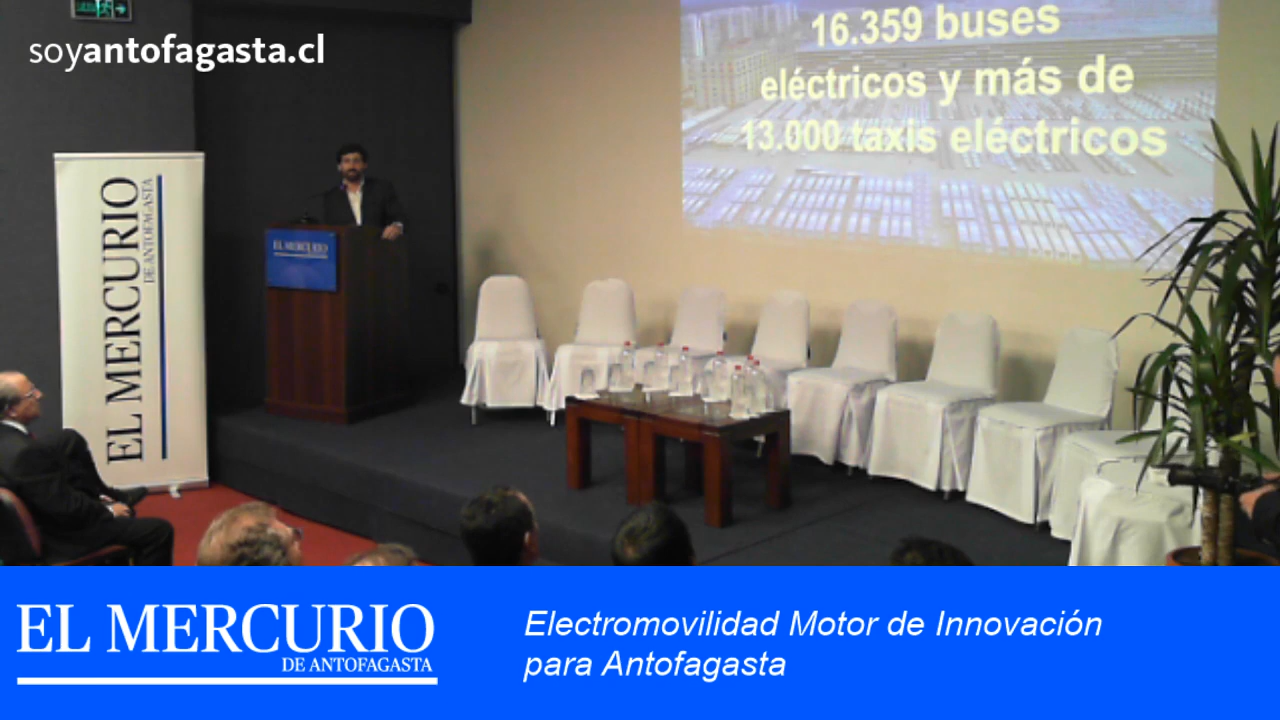 soyantofagasta.cl
16.359 buses
eléctricos y más de
13.000 taxis eléctricos
EL MERCURIO
DE ANTOFAGASTA
EL MERCURIO
EL MERCURIO
DE ANTOFAGASTA
Electromovilidad Motor de Innovación
para Antofagasta